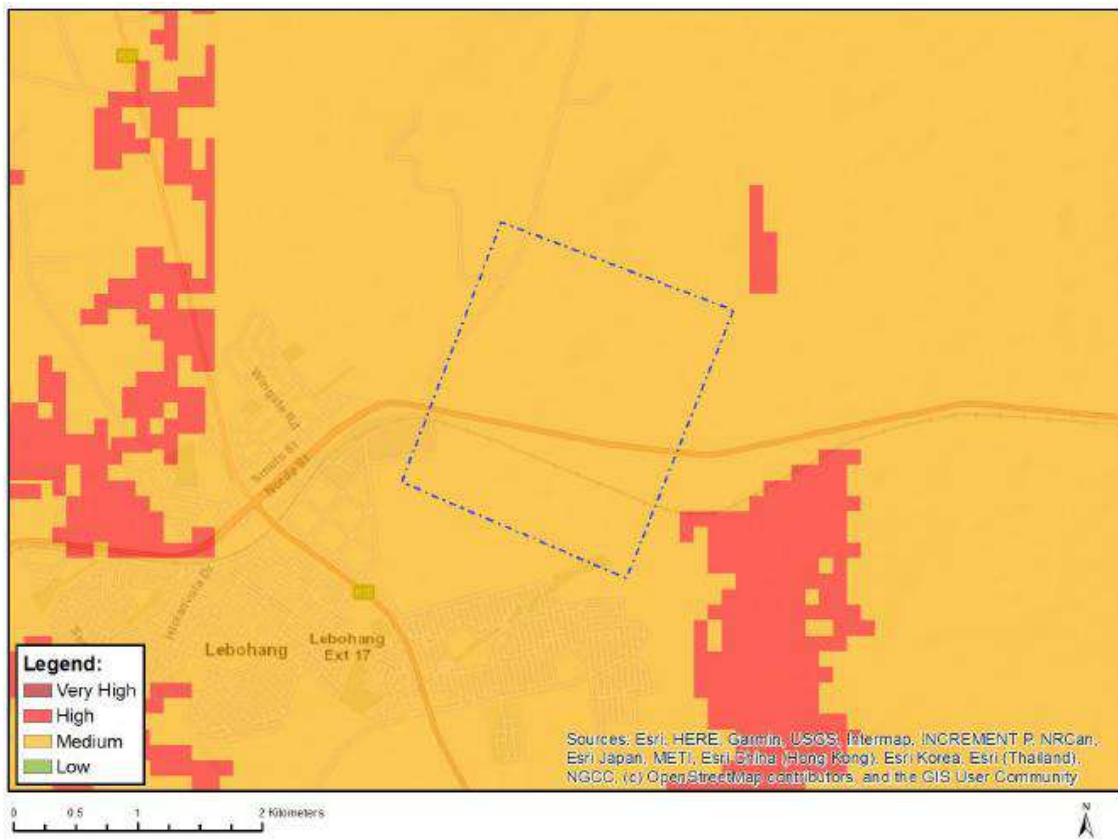 Wingate Rd
Smuts St
Lebohang
Lebohang
Ext 17
Legend:
Very High
High
Medium
Low
Sources: Esri, HERE, Garmin, USGS, Intermap, INCREMENT P, NRCan,
Esri Japan, METI, Esri China (Hong Kong), Esri Korea, Esri (Thailand),
NGCC, (c) OpenStreetMap contributors, and the GIS User Community
0 0.5 1 2 Kilometers
N